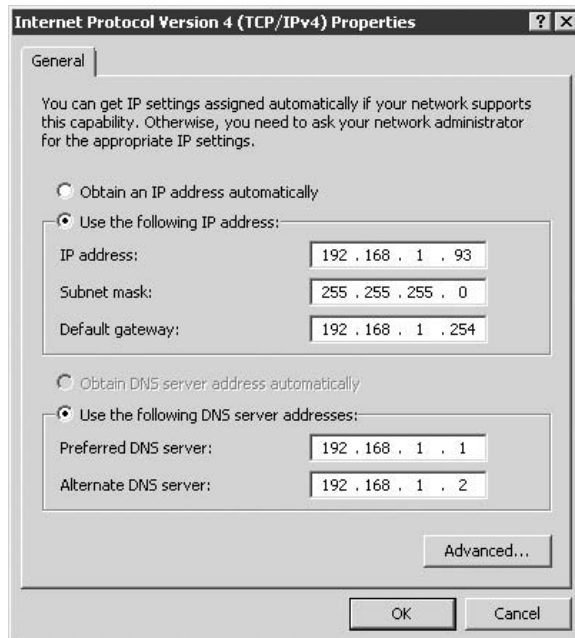 Internet Protocol Version 4 (TCP/IPv4) Properties
General
You can get IP settings assigned automatically if your network supports
this capability. Otherwise, you need to ask your network administrator
for the appropriate IP settings.
Obtain an IP address automatically
Use the following IP address:
IP address: 192 . 168 . 1 . 93
Subnet mask: 255 . 255 . 255 . 0
Default gateway: 192 . 168 . 1 . 254
Obtain DNS server address automatically
Use the following DNS server addresses:
Preferred DNS server: 192 . 168 . 1 . 1
Alternate DNS server: 192 . 168 . 1 . 2
Advanced...
OK Cancel